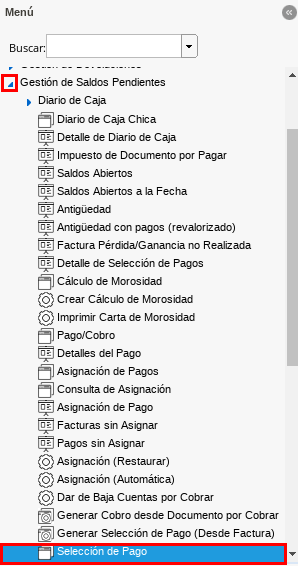 Menú
Buscar:
Gestión de Devoluciones
Gestión de Saldos Pendientes
Diario de Caja
Diario de Caja Chica
Detalle de Diario de Caja
Impuesto de Documento por Pagar
Saldos Abiertos
Saldos Abiertos a la Fecha
Antigüedad
Antigüedad con pagos (revalorizado)
Factura Pérdida/Ganancia no Realizada
Detalle de Selección de Pagos
Cálculo de Morosidad
Crear Cálculo de Morosidad
Imprimir Carta de Morosidad
Pago/Cobro
Detalles del Pago
Asignación de Pagos
Consulta de Asignación
Asignación de Pago
Facturas sin Asignar
Pagos sin Asignar
Asignación (Restaurar)
Asignación (Automática)
Dar de Baja Cuentas por Cobrar
Generar Cobro desde Documento por Cobrar
Generar Selección de Pago (Desde Factura)
Selección de Pago